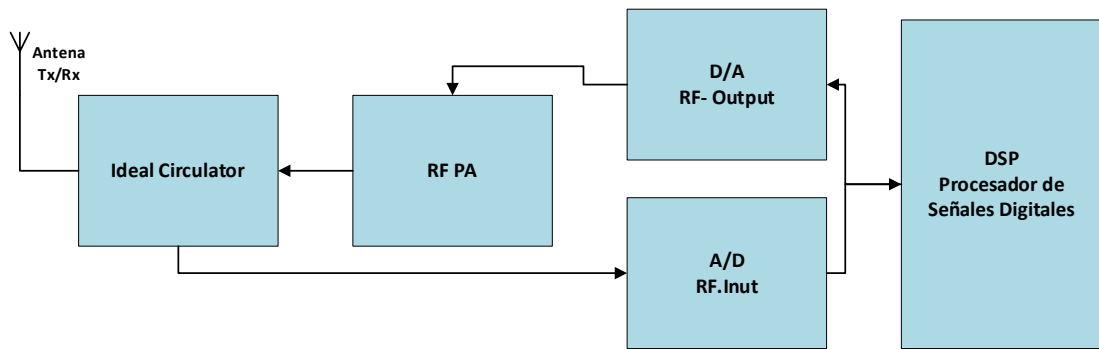 Antena
Tx/Rx
Ideal Circulator
RF PA
D/A
RF- Output
A/D
RF.Inut
DSP
Procesador de
Señales Digitales